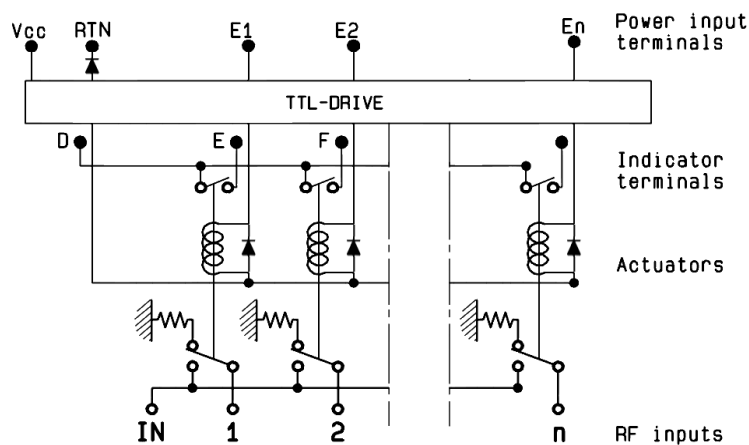 Vcc RTN E1 E2 En Power input
terminals
TTL-DRIVE
D E F Indicator
terminals
Actuators
IN 1 2 n RF inputs